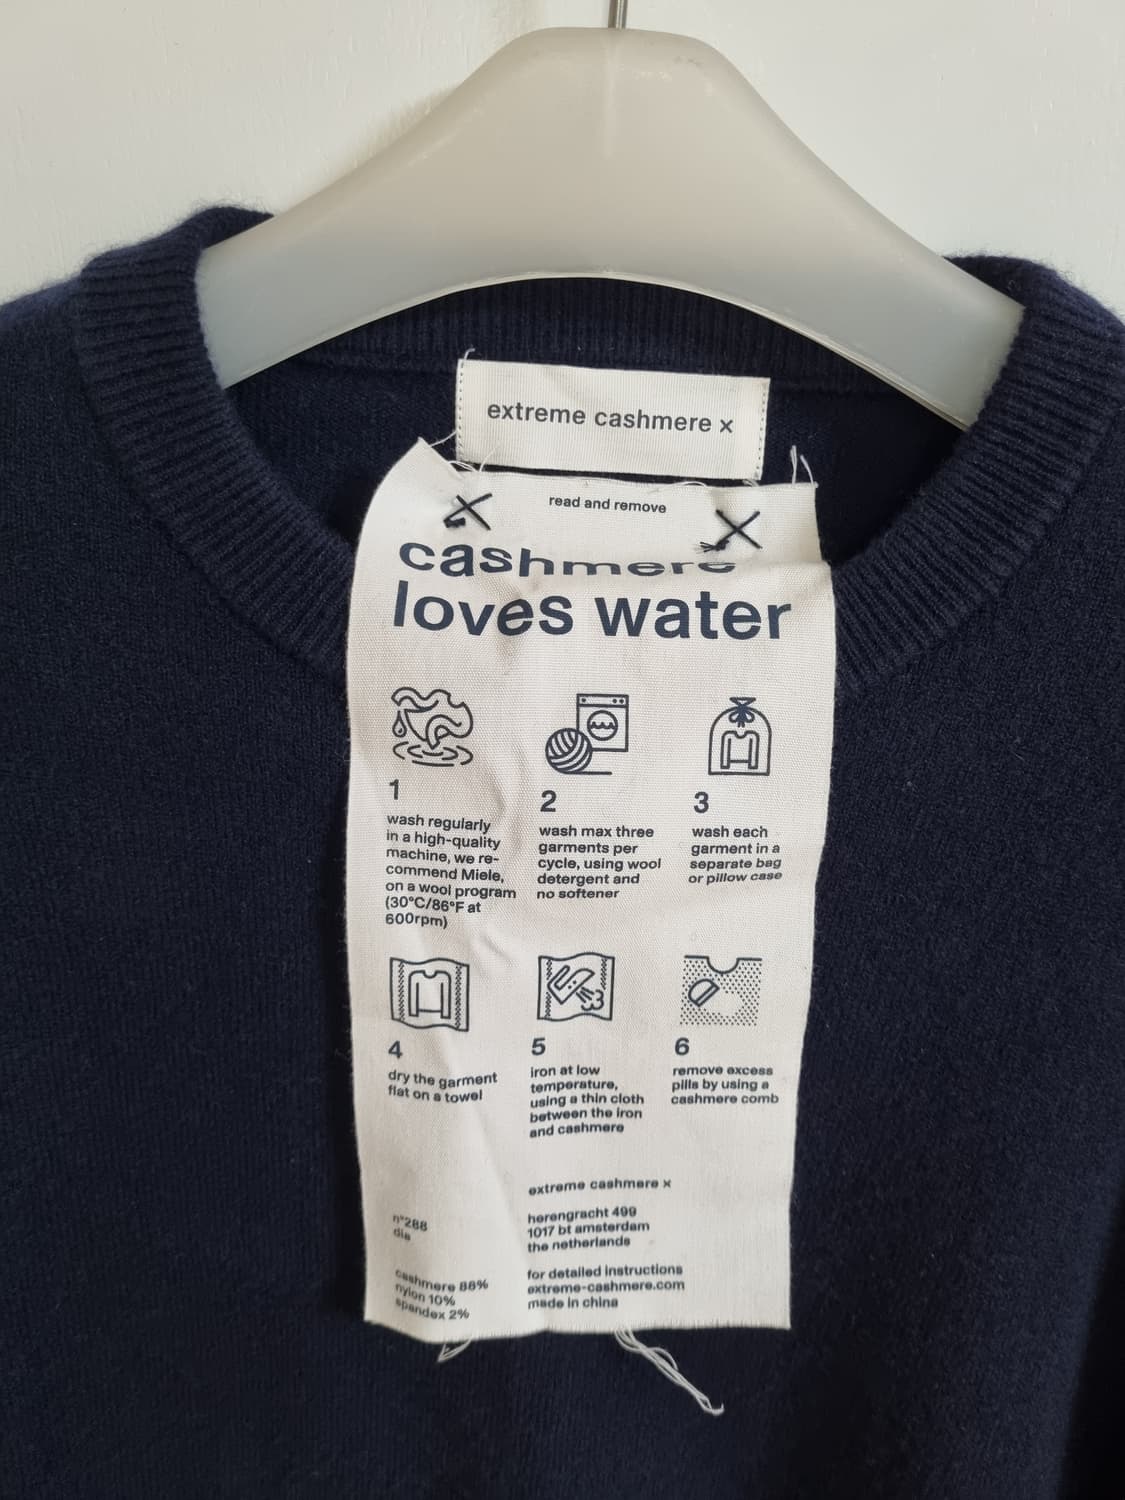 extreme cashmere x
read and remove
cashmere
loves water
1
wash regularly
in a high-quality
machine, we re-
commend Miele,
on a wool program
(30°C/86°F at
600rpm)
2
wash max three
garments per
cycle, using wool
detergent and
no softener
3
wash each
garment in a
separate bag
or pillow case
4
dry the garment
flat on a towel
5
iron at low
temperature,
using a thin cloth
between the iron
and cashmere
6
remove excess
pills by using a
cashmere comb
n°288
dia
cashmere 88%
nylon 10%
spandex 2%
extreme cashmere x
herengracht 499
1017 bt amsterdam
the netherlands
for detailed instructions
extreme-cashmere.com
made in china